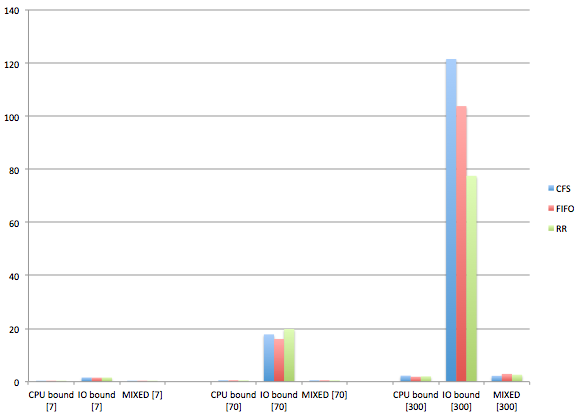 140
120
100
80
60
40
20
0
CPU bound [7]
IO bound [7]
MIXED [7]
CPU bound [70]
IO bound [70]
MIXED [70]
CPU bound [300]
IO bound [300]
MIXED [300]
CFS
FIFO
RR